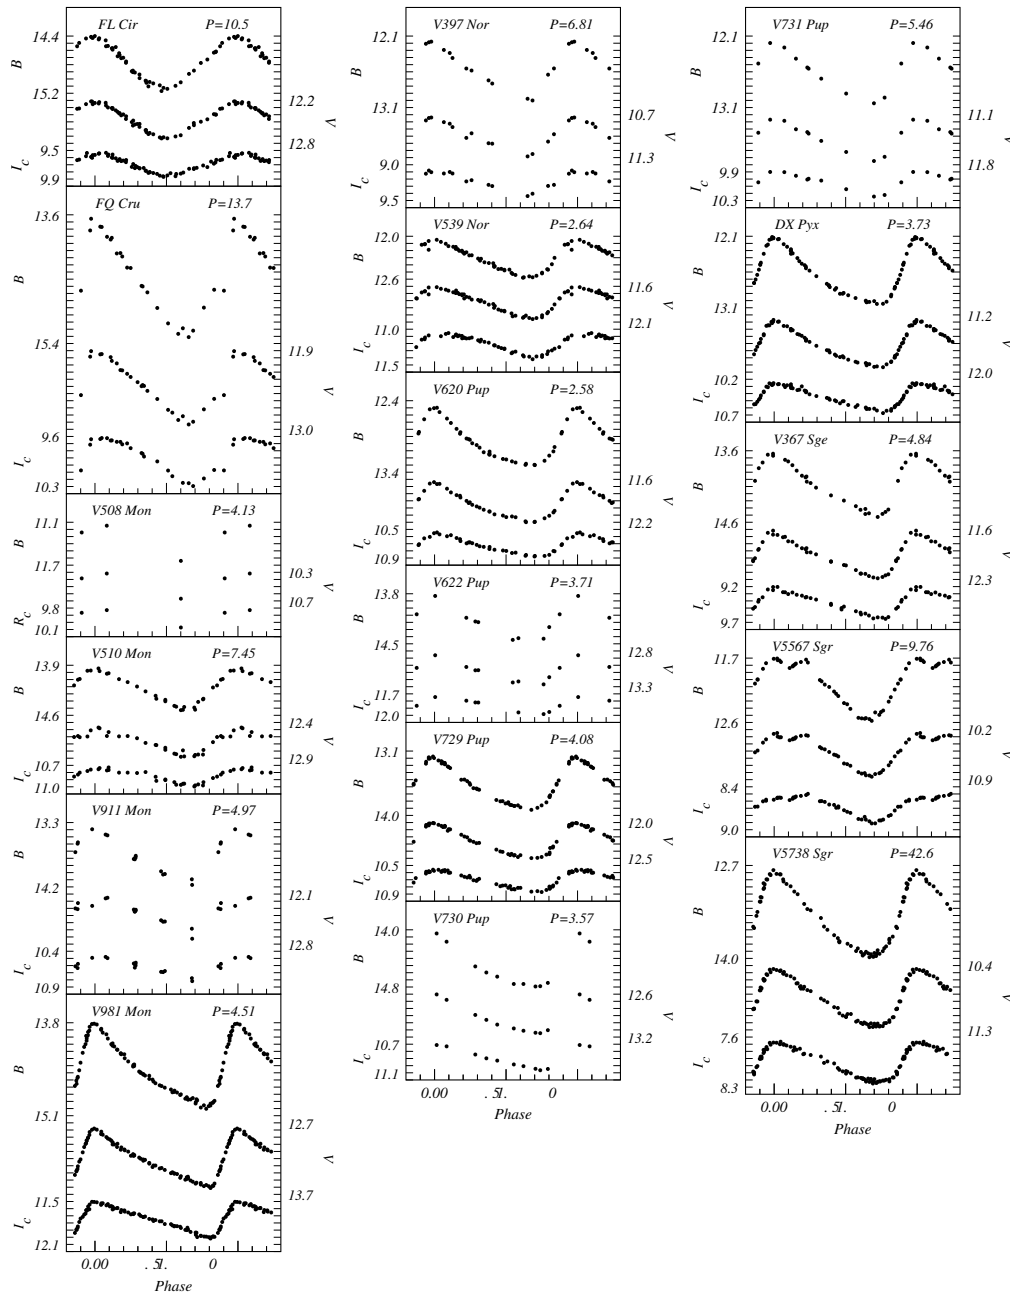 FL Cir P=10.5
14.4
B
15.2
12.2
V
12.8
9.5
I_c
9.9
FQ Cru P=13.7
13.6
B
15.4
11.9
V
13.0
9.6
I_c
10.3
V508 Mon P=4.13
11.1
B
11.7
10.3
V
10.7
9.8
R_c
10.1
V510 Mon P=7.45
13.9
B
14.6
12.4
V
12.9
10.7
I_c
11.0
V911 Mon P=4.97
13.3
B
14.2
12.1
V
12.8
10.4
I_c
10.9
V981 Mon P=4.51
13.8
B
15.1
12.7
V
13.7
11.5
I_c
12.1
0.00 .51. 0
Phase
V397 Nor P=6.81
12.1
B
13.1
10.7
V
11.3
9.0
I_c
9.5
V539 Nor P=2.64
12.0
B
12.6
11.6
V
12.1
11.0
I_c
11.5
V620 Pup P=2.58
12.4
B
13.4
11.6
V
12.2
10.5
I_c
10.9
V622 Pup P=3.71
13.8
B
14.5
12.8
V
13.3
11.7
I_c
12.0
V729 Pup P=4.08
13.1
B
14.0
12.0
V
12.5
10.5
I_c
10.9
V730 Pup P=3.57
14.0
B
14.8
12.6
V
13.2
10.7
I_c
11.1
0.00 .51. 0
Phase
V731 Pup P=5.46
12.1
B
13.1
11.1
V
11.8
9.9
I_c
10.3
DX Pyx P=3.73
12.1
B
13.1
11.2
V
12.0
10.2
I_c
10.7
V367 Sge P=4.84
13.6
B
14.6
11.6
V
12.3
9.2
I_c
9.7
V5567 Sgr P=9.76
11.7
B
12.6
10.2
V
10.9
8.4
I_c
9.0
V5738 Sgr P=42.6
12.7
B
14.0
10.4
V
11.3
7.6
I_c
8.3
0.00 .51. 0
Phase